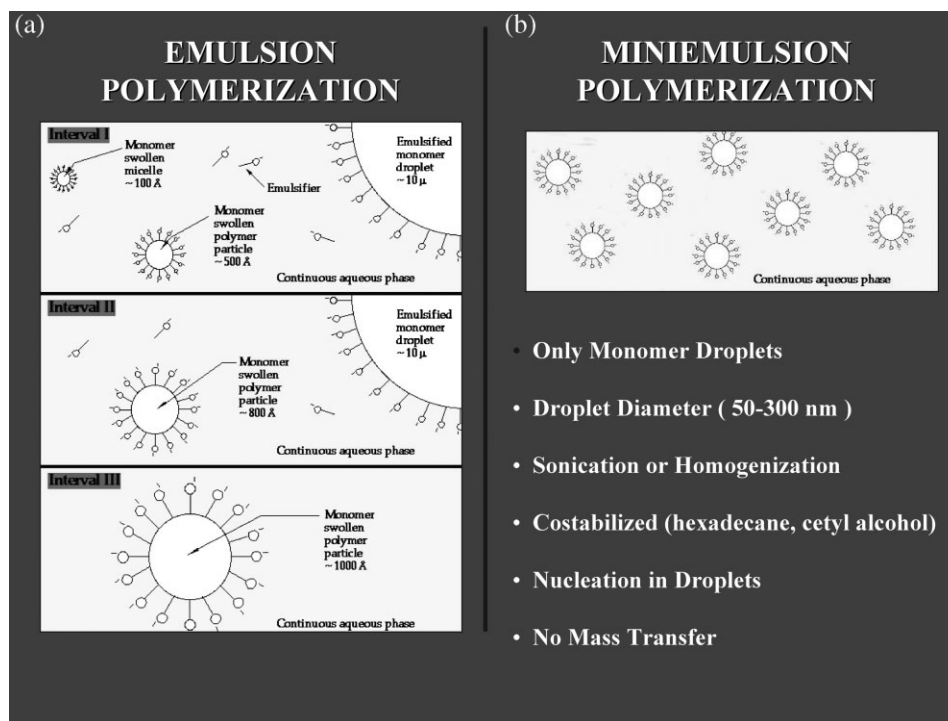 (a)
EMULSION
POLYMERIZATION
Interval I
Monomer
swollen
micelle
~100 Å
Emulsifier
Emulsified
monomer
droplet
~10 µ
Monomer
swollen
polymer
particle
~500 Å
Continuous aqueous phase
Interval II
Emulsified
monomer
droplet
~10 µ
Monomer
swollen
polymer
particle
~800 Å
Continuous aqueous phase
Interval III
Monomer
swollen
polymer
particle
~1000 Å
Continuous aqueous phase
(b)
MINIEMULSION
POLYMERIZATION
Continuous aqueous phase
• Only Monomer Droplets
• Droplet Diameter ( 50-300 nm )
• Sonication or Homogenization
• Costabilized (hexadecane, cetyl alcohol)
• Nucleation in Droplets
• No Mass Transfer